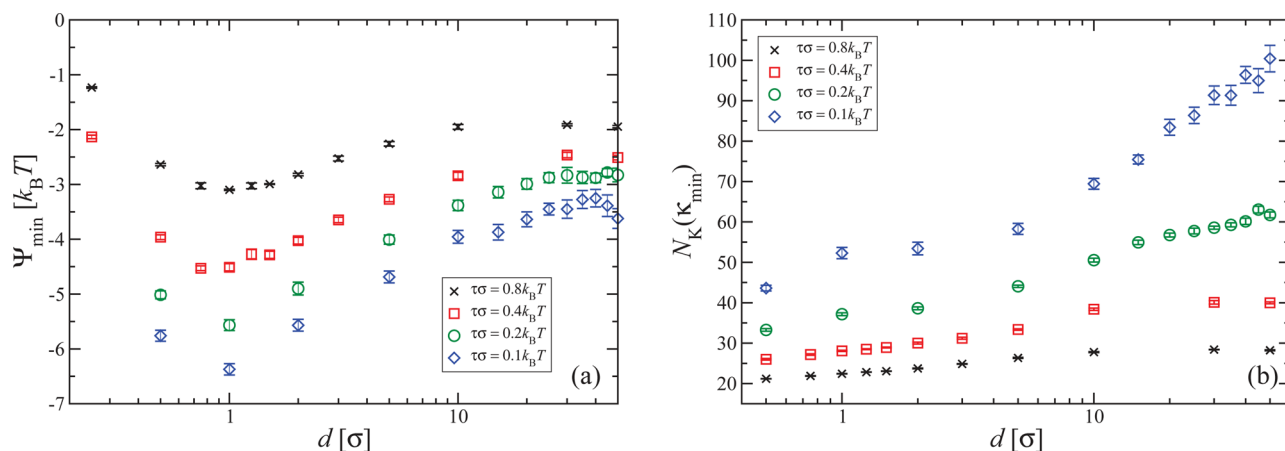 0
-1
-2
-3
-4
-5
-6
-7
Ψmin [kBT]
τσ = 0.8kBT
τσ = 0.4kBT
τσ = 0.2kBT
τσ = 0.1kBT
(a)
1
10
d [σ]
110
100
90
80
70
60
50
40
30
20
NK(κmin)
τσ = 0.8kBT
τσ = 0.4kBT
τσ = 0.2kBT
τσ = 0.1kBT
(b)
1
10
d [σ]